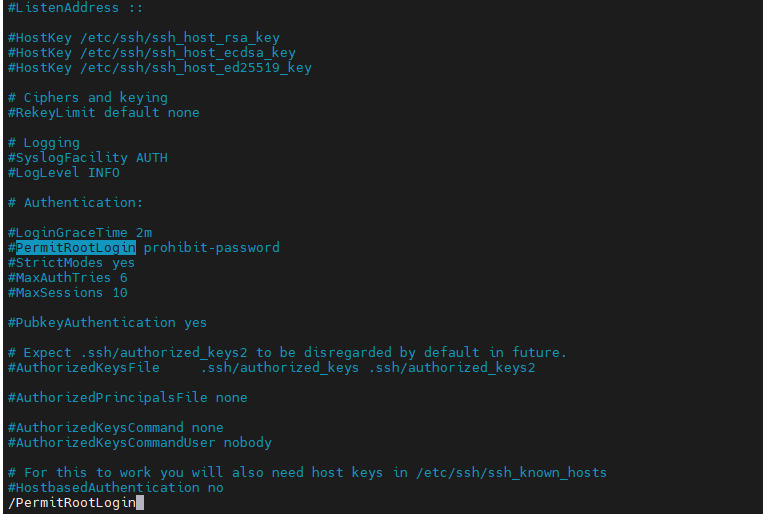 #ListenAddress ::
#HostKey /etc/ssh/ssh_host_rsa_key
#HostKey /etc/ssh/ssh_host_ecdsa_key
#HostKey /etc/ssh/ssh_host_ed25519_key
# Ciphers and keying
#RekeyLimit default none
# Logging
#SyslogFacility AUTH
#LogLevel INFO
# Authentication:
#LoginGraceTime 2m
#PermitRootLogin prohibit-password
#StrictModes yes
#MaxAuthTries 6
#MaxSessions 10
#PubkeyAuthentication yes
# Expect .ssh/authorized_keys2 to be disregarded by default in future.
#AuthorizedKeysFile     .ssh/authorized_keys .ssh/authorized_keys2
#AuthorizedPrincipalsFile none
#AuthorizedKeysCommand none
#AuthorizedKeysCommandUser nobody
# For this to work you will also need host keys in /etc/ssh/ssh_known_hosts
#HostbasedAuthentication no
/PermitRootLogin